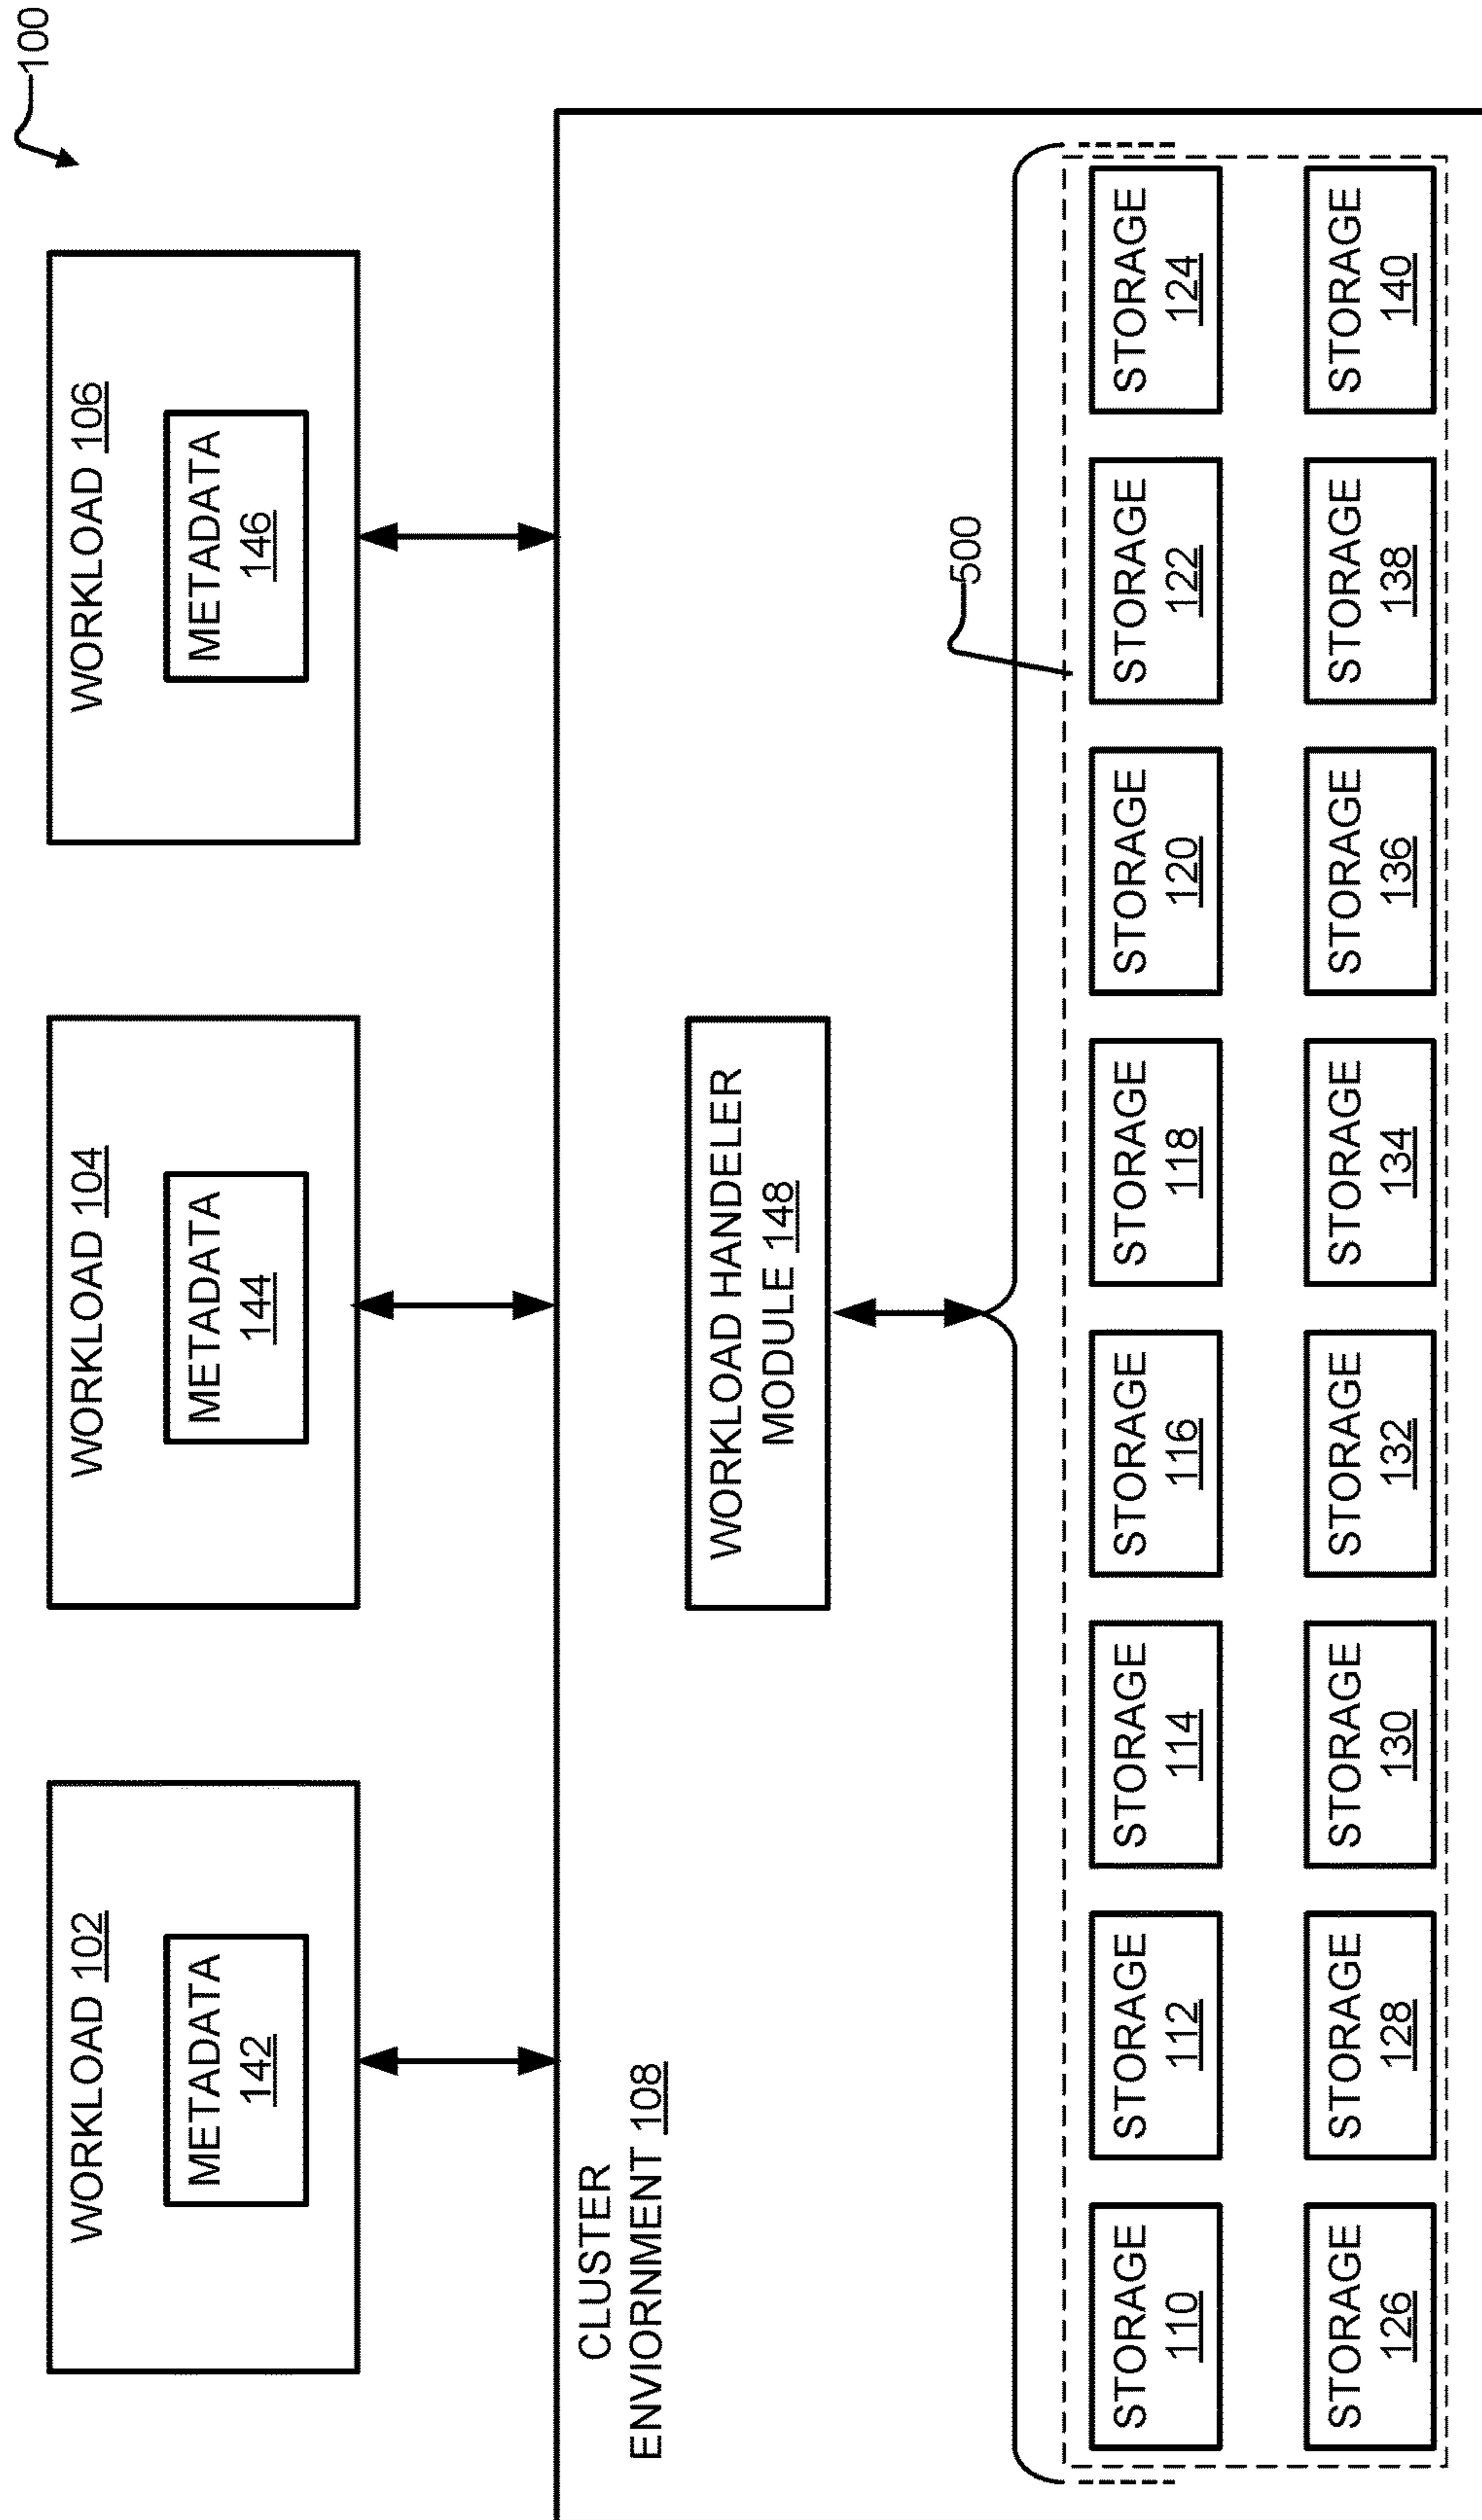 100
WORKLOAD 102
METADATA
142
WORKLOAD 104
METADATA
144
WORKLOAD 106
METADATA
146
CLUSTER
ENVIORNMENT 108
WORKLOAD HANDELER
MODULE 148
500
STORAGE
110
STORAGE
112
STORAGE
114
STORAGE
116
STORAGE
118
STORAGE
120
STORAGE
122
STORAGE
124
STORAGE
126
STORAGE
128
STORAGE
130
STORAGE
132
STORAGE
134
STORAGE
136
STORAGE
138
STORAGE
140